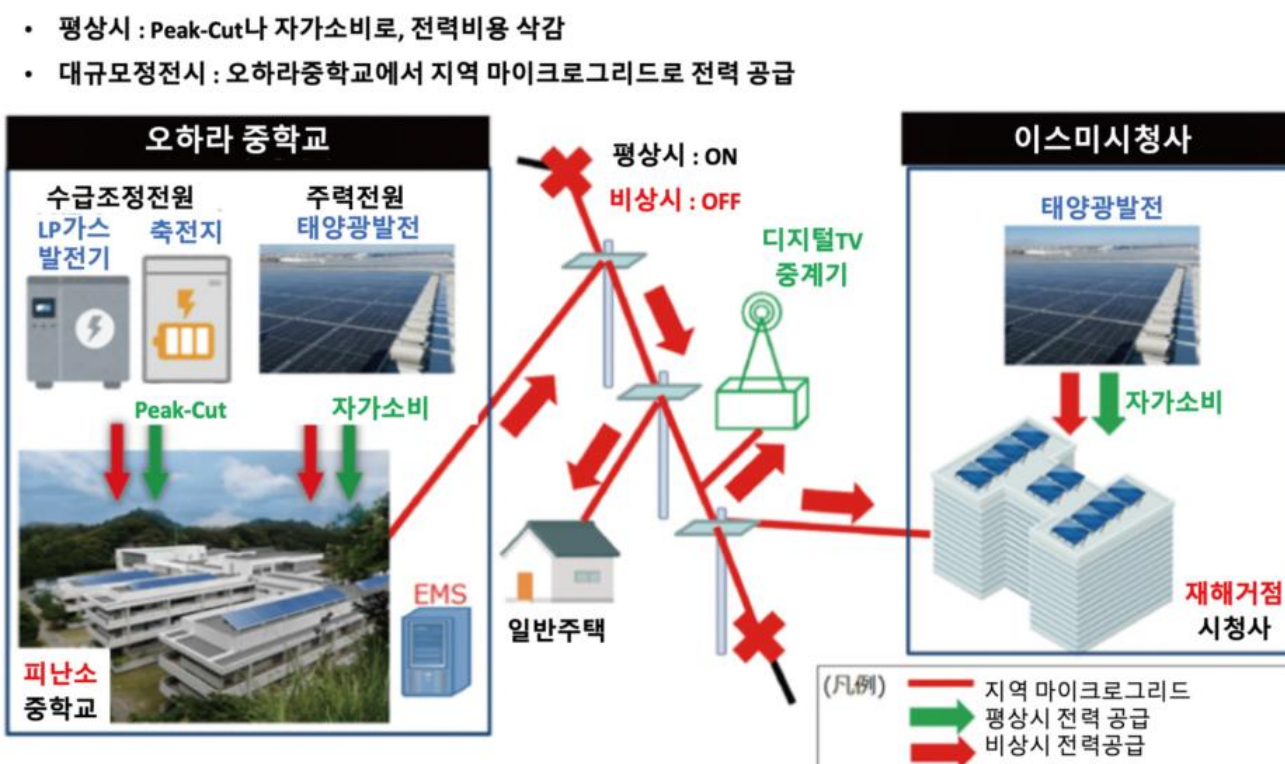 • 평상시 : Peak-Cut나 자가소비로, 전력비용 삭감
• 대규모정전시 : 오하라중학교에서 지역 마이크로그리드로 전력 공급
오하라 중학교
수급조정전원
주력전원
LP가스
발전기
축전지
태양광발전
Peak-Cut
자가소비
피난소
중학교
EMS
평상시 : ON
비상시 : OFF
디지털TV
중계기
일반주택
이스미시청사
태양광발전
자가소비
재해거점
시청사
(凡例)
지역 마이크로그리드
평상시 전력 공급
비상시 전력공급